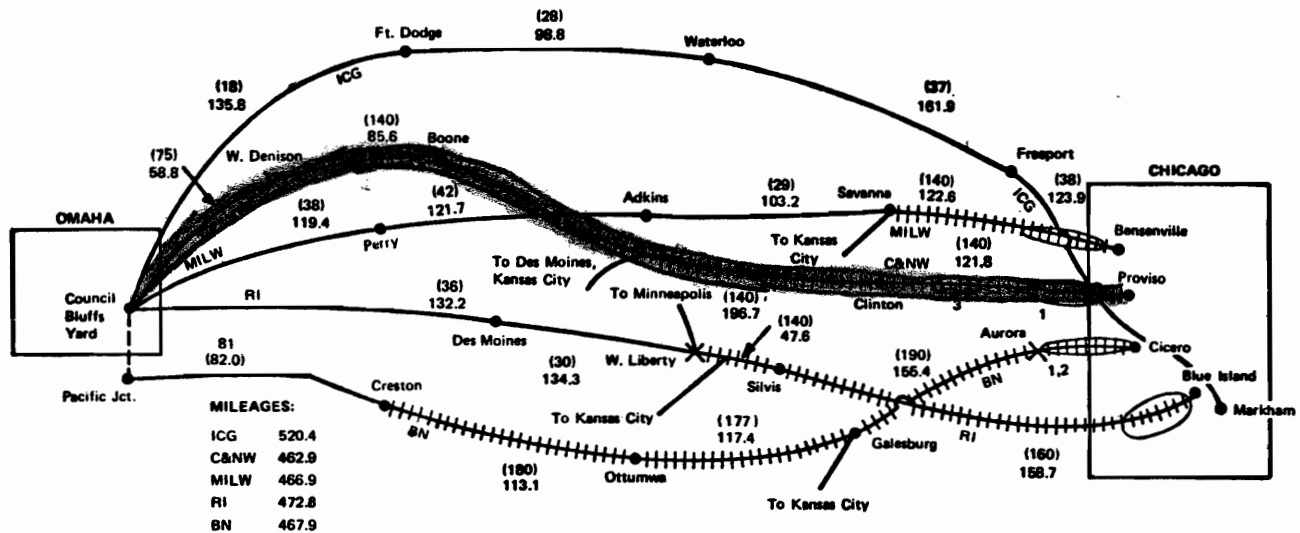 (28)
98.8
Ft. Dodge
Waterloo
ICG
(18)
135.8
(37)
161.9
(140)
85.6
Boone
W. Denison
(75)
58.8
Freeport
(38)
123.9
ICG
CHICAGO
OMAHA
(38)
119.4
(42)
121.7
Adkins
(29)
103.2
Savanna
(140)
122.6
MILW
Bensenville
MILW
Perry
To Kansas
City
(140)
121.8
C&NW
Proviso
To Des Moines,
Kansas City
To Minneapolis
(140)
196.7
Clinton
3
1
Council
Bluffs
Yard
RI
(36)
132.2
Des Moines
(140)
47.6
Aurora
Cicero
1,2
81
(82.0)
(30)
134.3
W. Liberty
Silvis
(190)
155.4
BN
Blue Island
Markham
Pacific Jct.
Creston
To Kansas City
MILEAGES:
ICG 520.4
C&NW 462.9
MILW 466.9
RI 472.8
BN 467.9
BN
(177)
117.4
Galesburg
RI
(160)
158.7
(180)
113.1
Ottumwa
To Kansas City